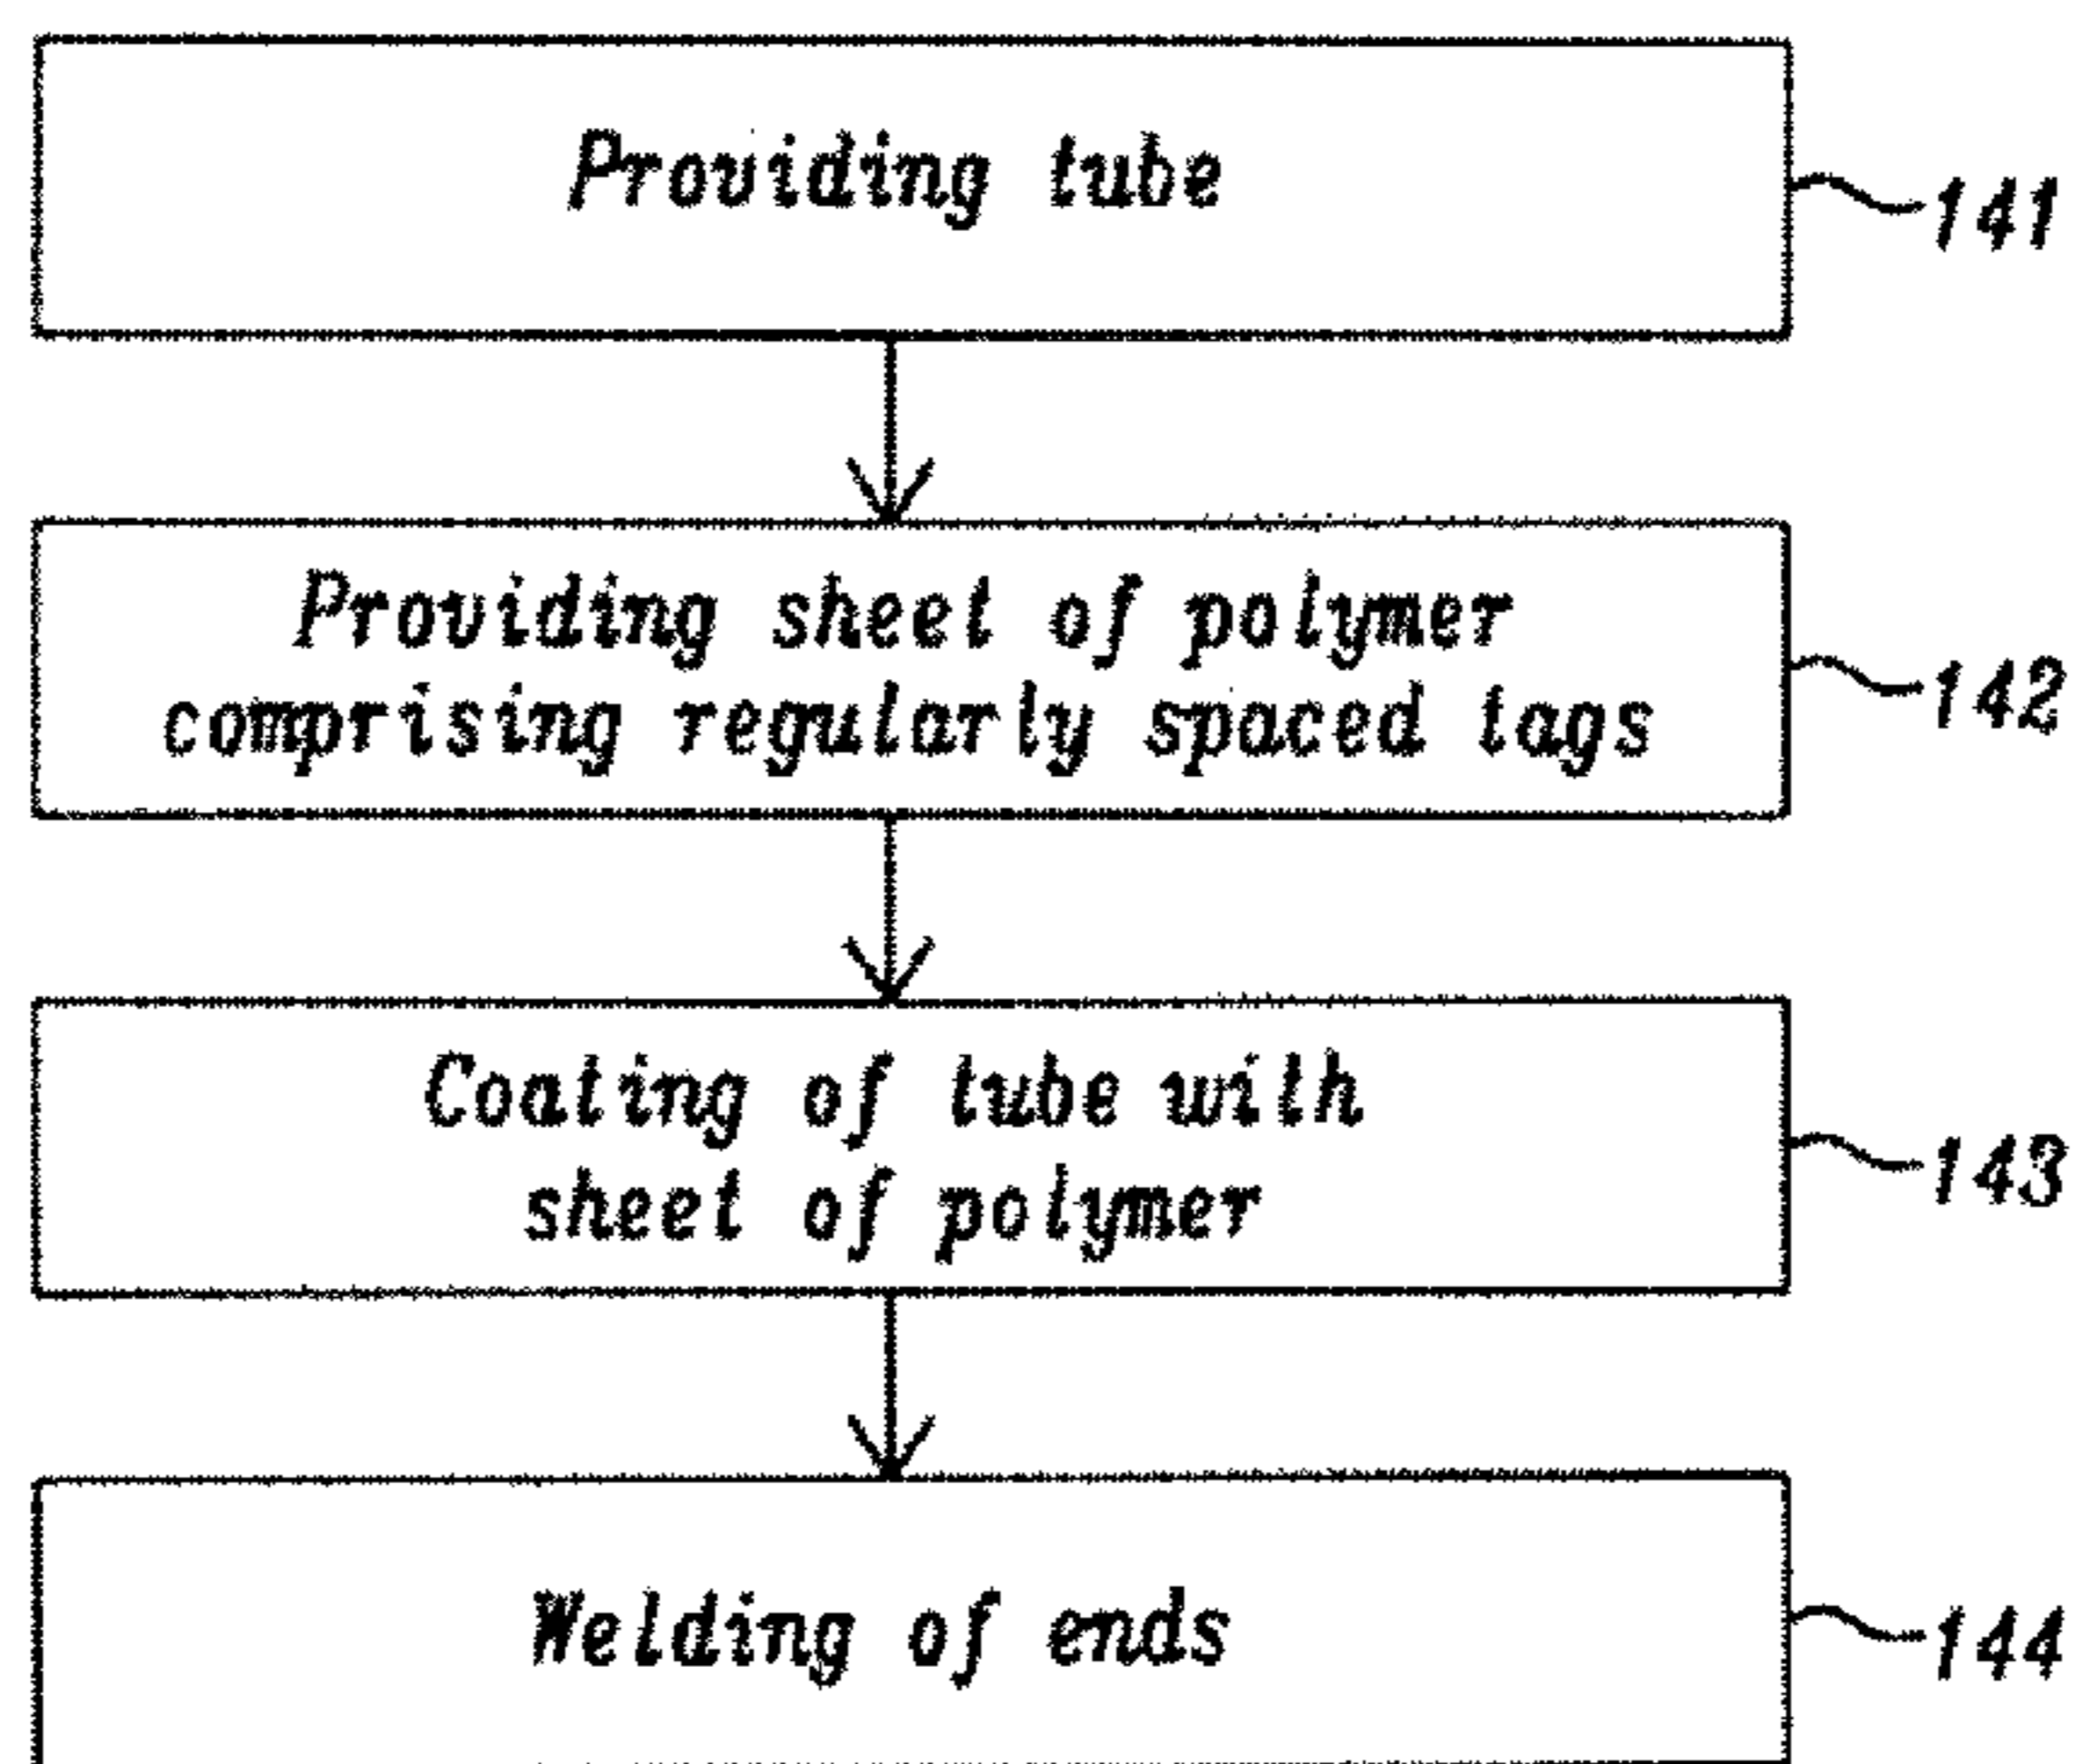 Providing tube
141
Providing sheet of polymer
comprising regularly spaced tags
142
Coating of tube with
sheet of polymer
143
Welding of ends
144